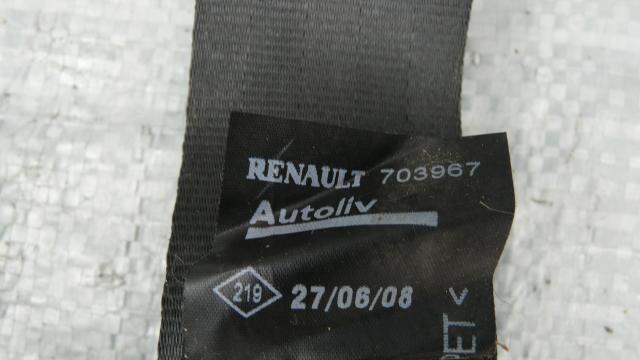 RENAULT 703967
Autoliv
219 27/06/08
PET<